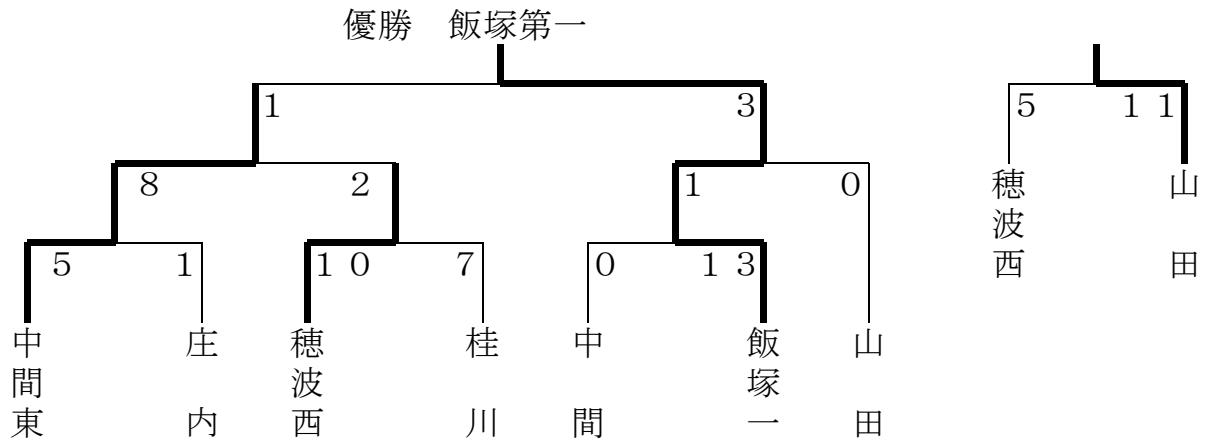 優勝　飯塚第一
１　３　５　１１
８　２　１　０
穂波西　山田
５　１　１０　７　０　１３
中間東　庄内　穂波西　桂川　中間　飯塚一　山田